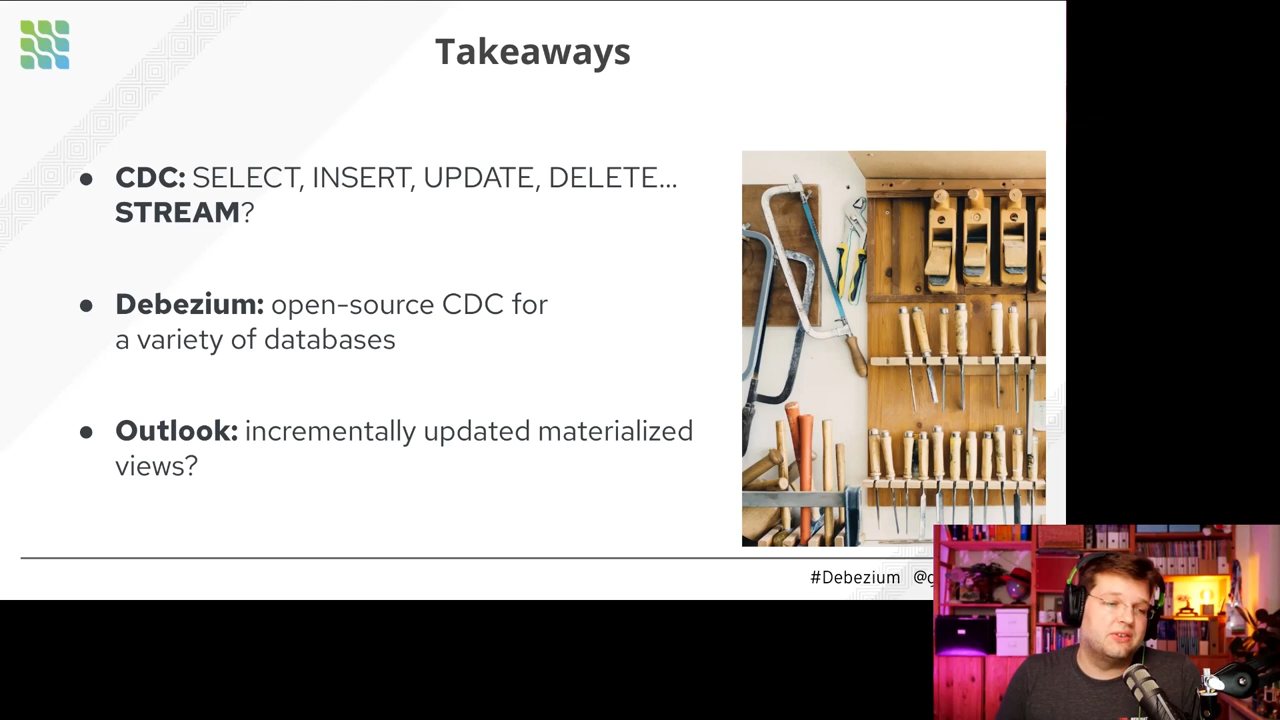 Takeaways
● CDC: SELECT, INSERT, UPDATE, DELETE...
STREAM?
● Debezium: open-source CDC for
a variety of databases
● Outlook: incrementally updated materialized
views?
#Debezium @g